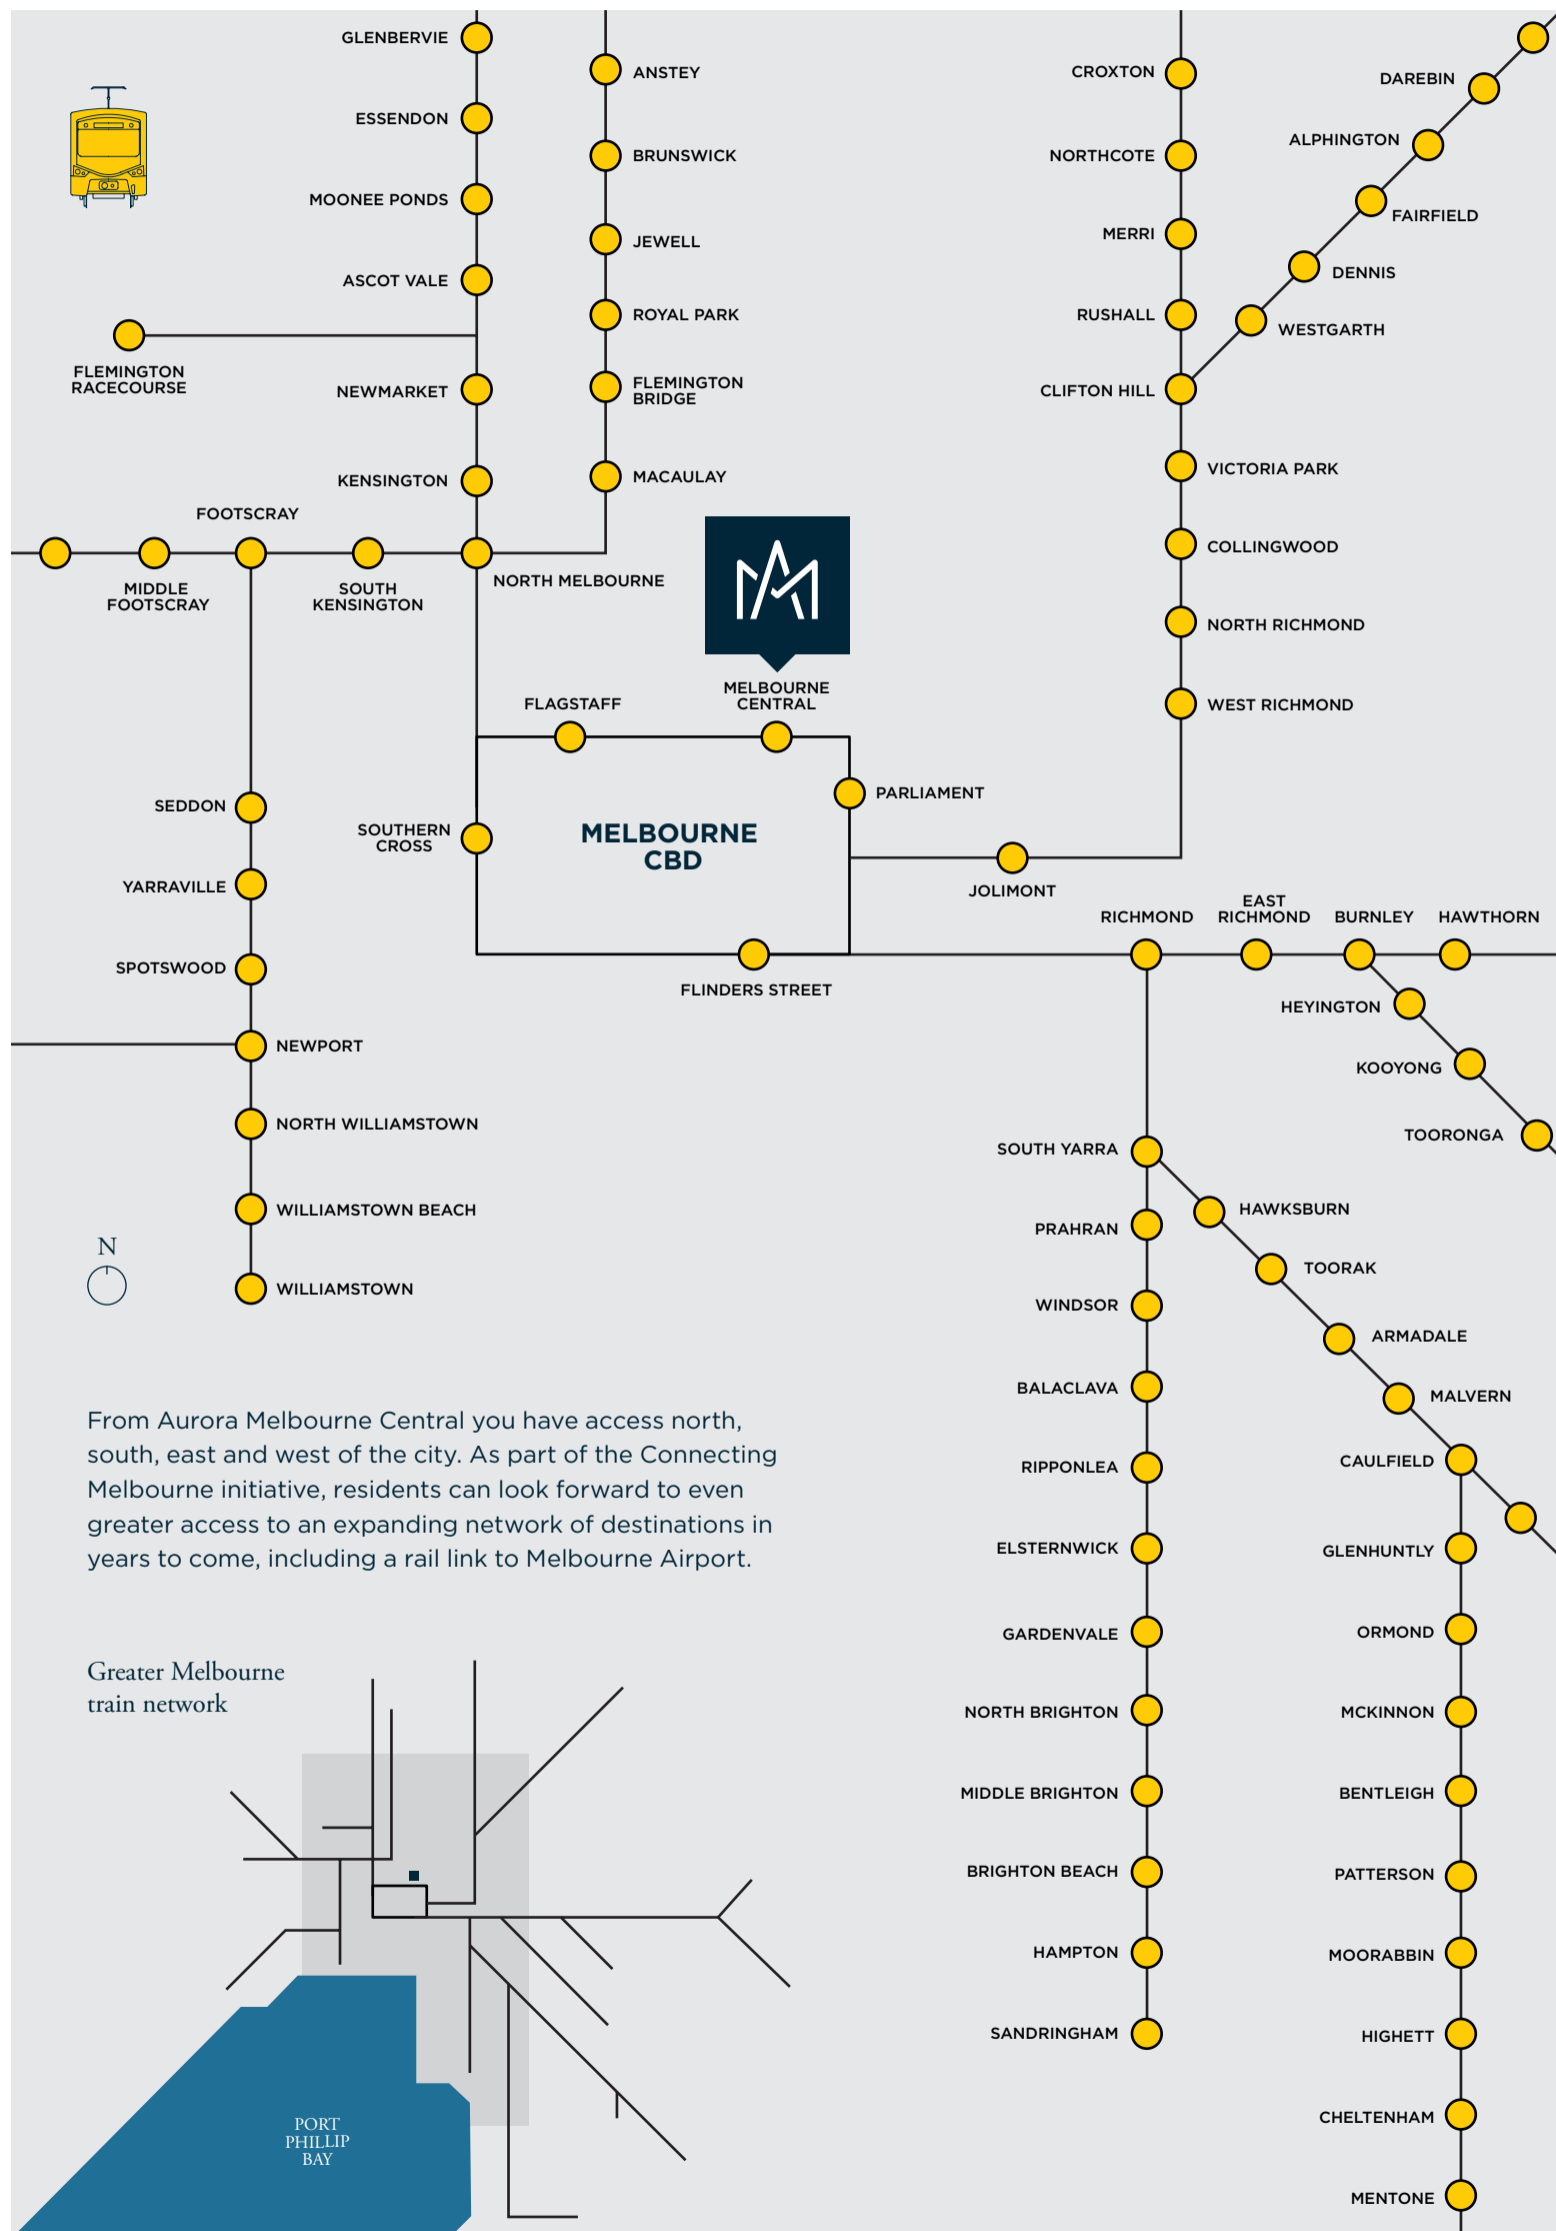 GLENBERVIE
ANSTEY
CROXTON
DAREBIN
ESSENDON
BRUNSWICK
NORTHCOTE
ALPHINGTON
MOONEE PONDS
JEWELL
MERRI
FAIRFIELD
ASCOT VALE
ROYAL PARK
RUSHALL
DENNIS
WESTGARTH
FLEMINGTON
RACECOURSE
NEWMARKET
FLEMINGTON
BRIDGE
CLIFTON HILL
KENSINGTON
MACAULAY
VICTORIA PARK
FOOTSCRAY
COLLINGWOOD
MIDDLE
FOOTSCRAY
SOUTH
KENSINGTON
NORTH MELBOURNE
NORTH RICHMOND
FLAGSTAFF
MELBOURNE
CENTRAL
WEST RICHMOND
SEDDON
SOUTHERN
CROSS
MELBOURNE
CBD
PARLIAMENT
YARRAVILLE
JOLIMONT
RICHMOND
EAST
RICHMOND
BURNLEY
HAWTHORN
SPOTSWOOD
FLINDERS STREET
HEYINGTON
NEWPORT
KOOYONG
NORTH WILLIAMSTOWN
TOORONGA
SOUTH YARRA
WILLIAMSTOWN BEACH
HAWKSBURN
PRAHRAN
N
WILLIAMSTOWN
TOORAK
WINDSOR
ARMADALE
BALACLAVA
MALVERN
From Aurora Melbourne Central you have access north,
south, east and west of the city. As part of the Connecting
Melbourne initiative, residents can look forward to even
greater access to an expanding network of destinations in
years to come, including a rail link to Melbourne Airport.
RIPPONLEA
CAULFIELD
ELSTERNWICK
GLENHUNTLY
GARDENVALE
ORMOND
Greater Melbourne
train network
NORTH BRIGHTON
MCKINNON
MIDDLE BRIGHTON
BENTLEIGH
BRIGHTON BEACH
PATTERSON
HAMPTON
MOORABBIN
SANDRINGHAM
HIGHETT
PORT
PHILLIP
BAY
CHELTENHAM
MENTONE